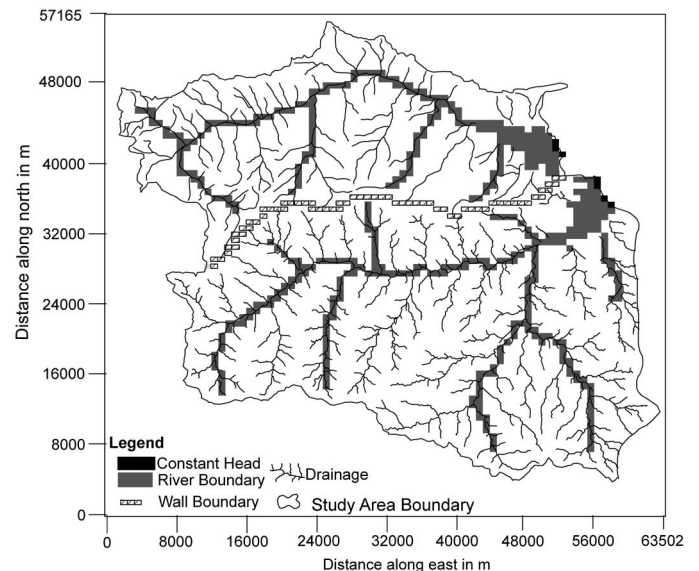 57165
48000
40000
32000
24000
16000
8000
0
Distance along north in m
Legend
Constant Head
River Boundary
Drainage
Wall Boundary
Study Area Boundary
0 8000 16000 24000 32000 40000 48000 56000 63502
Distance along east in m